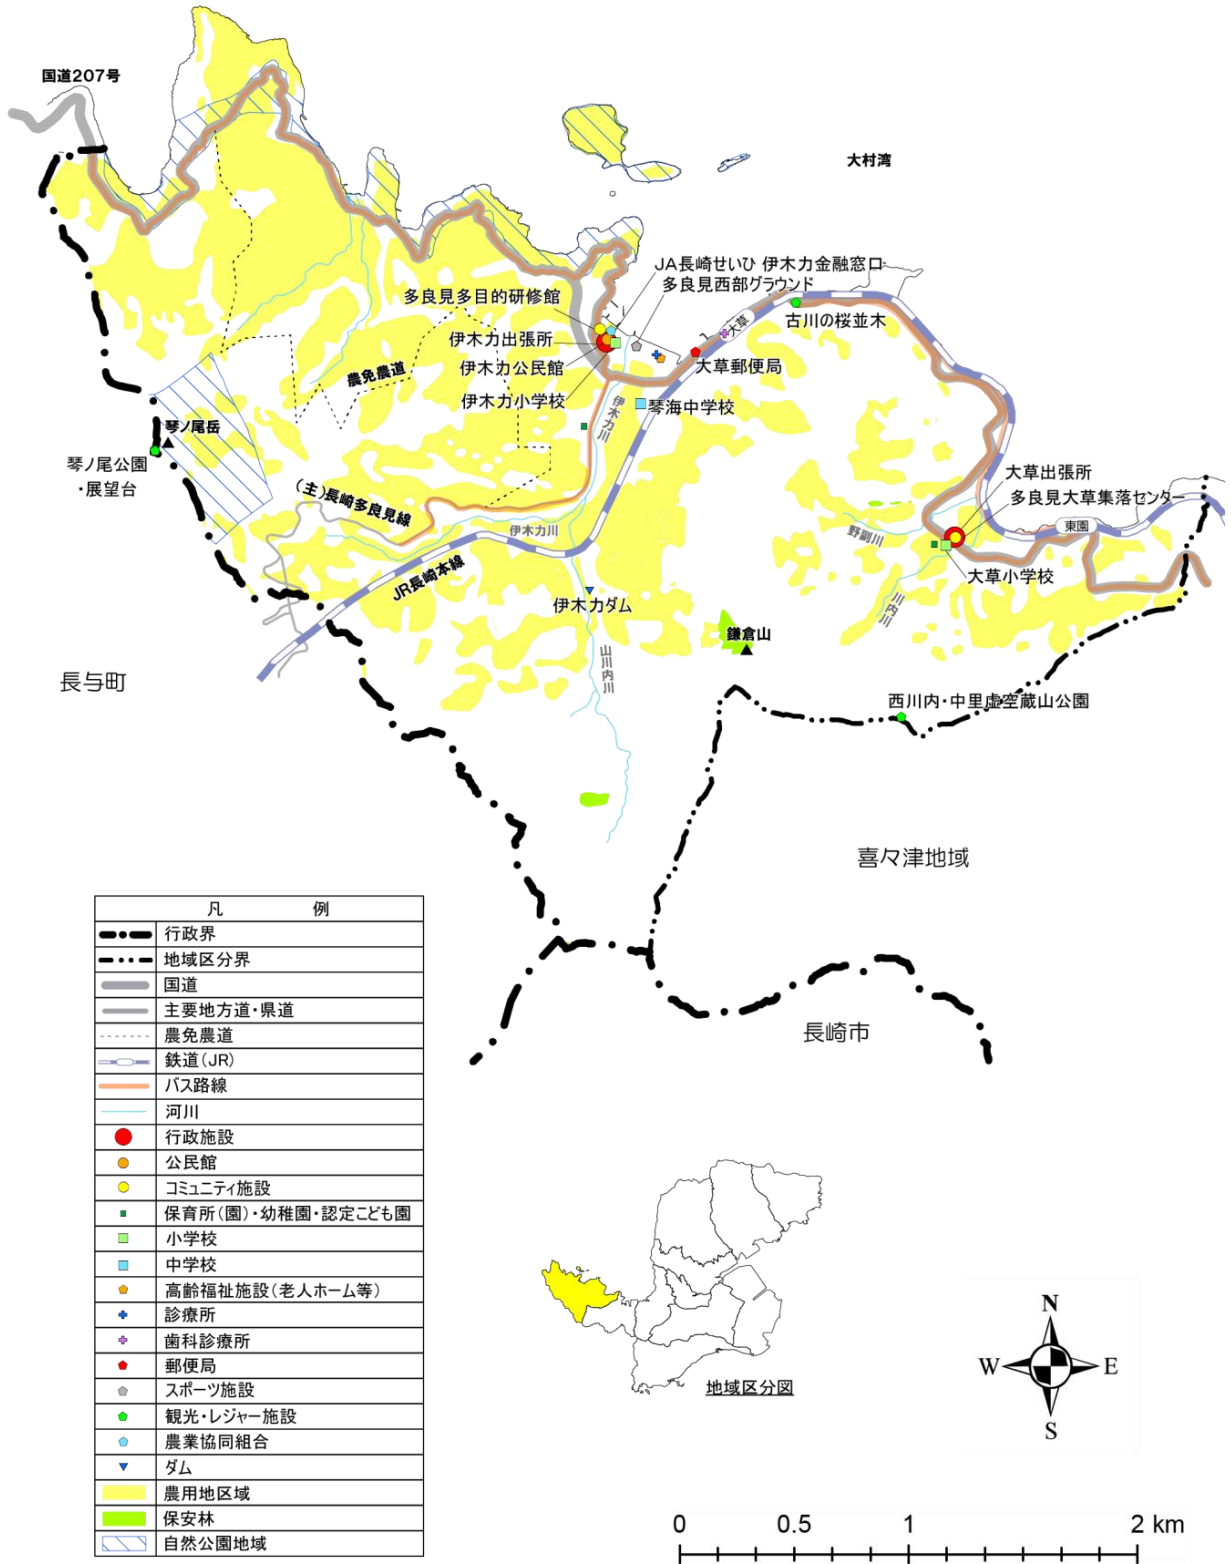 国道207号
大村湾
JA長崎せいひ 伊木力金融窓口
多良見西部グラウンド
多良見多目的研修館
古川の桜並木
大草
伊木力出張所
伊木力公民館
大草郵便局
農免農道
伊木力小学校
琴海中学校
伊木力川
琴ノ尾岳
琴ノ尾公園
・展望台
大草出張所
多良見大草集落センター
(主)長崎多良見線
伊木力川
野副川
東園
JR長崎本線
大草小学校
伊木力ダム
川内川
鎌倉山
長与町
山川内川
西川内・中里虚空蔵山公園
喜々津地域
長崎市
凡 例
行政界
地域区分界
国道
主要地方道・県道
農免農道
鉄道(JR)
バス路線
河川
行政施設
公民館
コミュニティ施設
保育所(園)・幼稚園・認定こども園
小学校
中学校
高齢福祉施設(老人ホーム等)
診療所
歯科診療所
郵便局
スポーツ施設
観光・レジャー施設
農業協同組合
ダム
農用地区域
保安林
自然公園地域
地域区分図
N
W
E
S
0 0.5 1 2 km